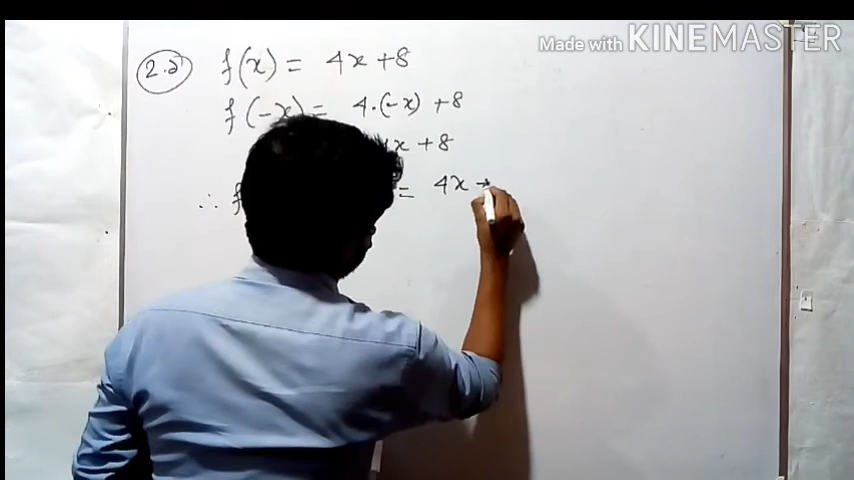 Made with KINEMASTER
2.2 f(x) = 4x +8
f(-x) = 4.(-x) +8
x +8
∴ f = 4x +